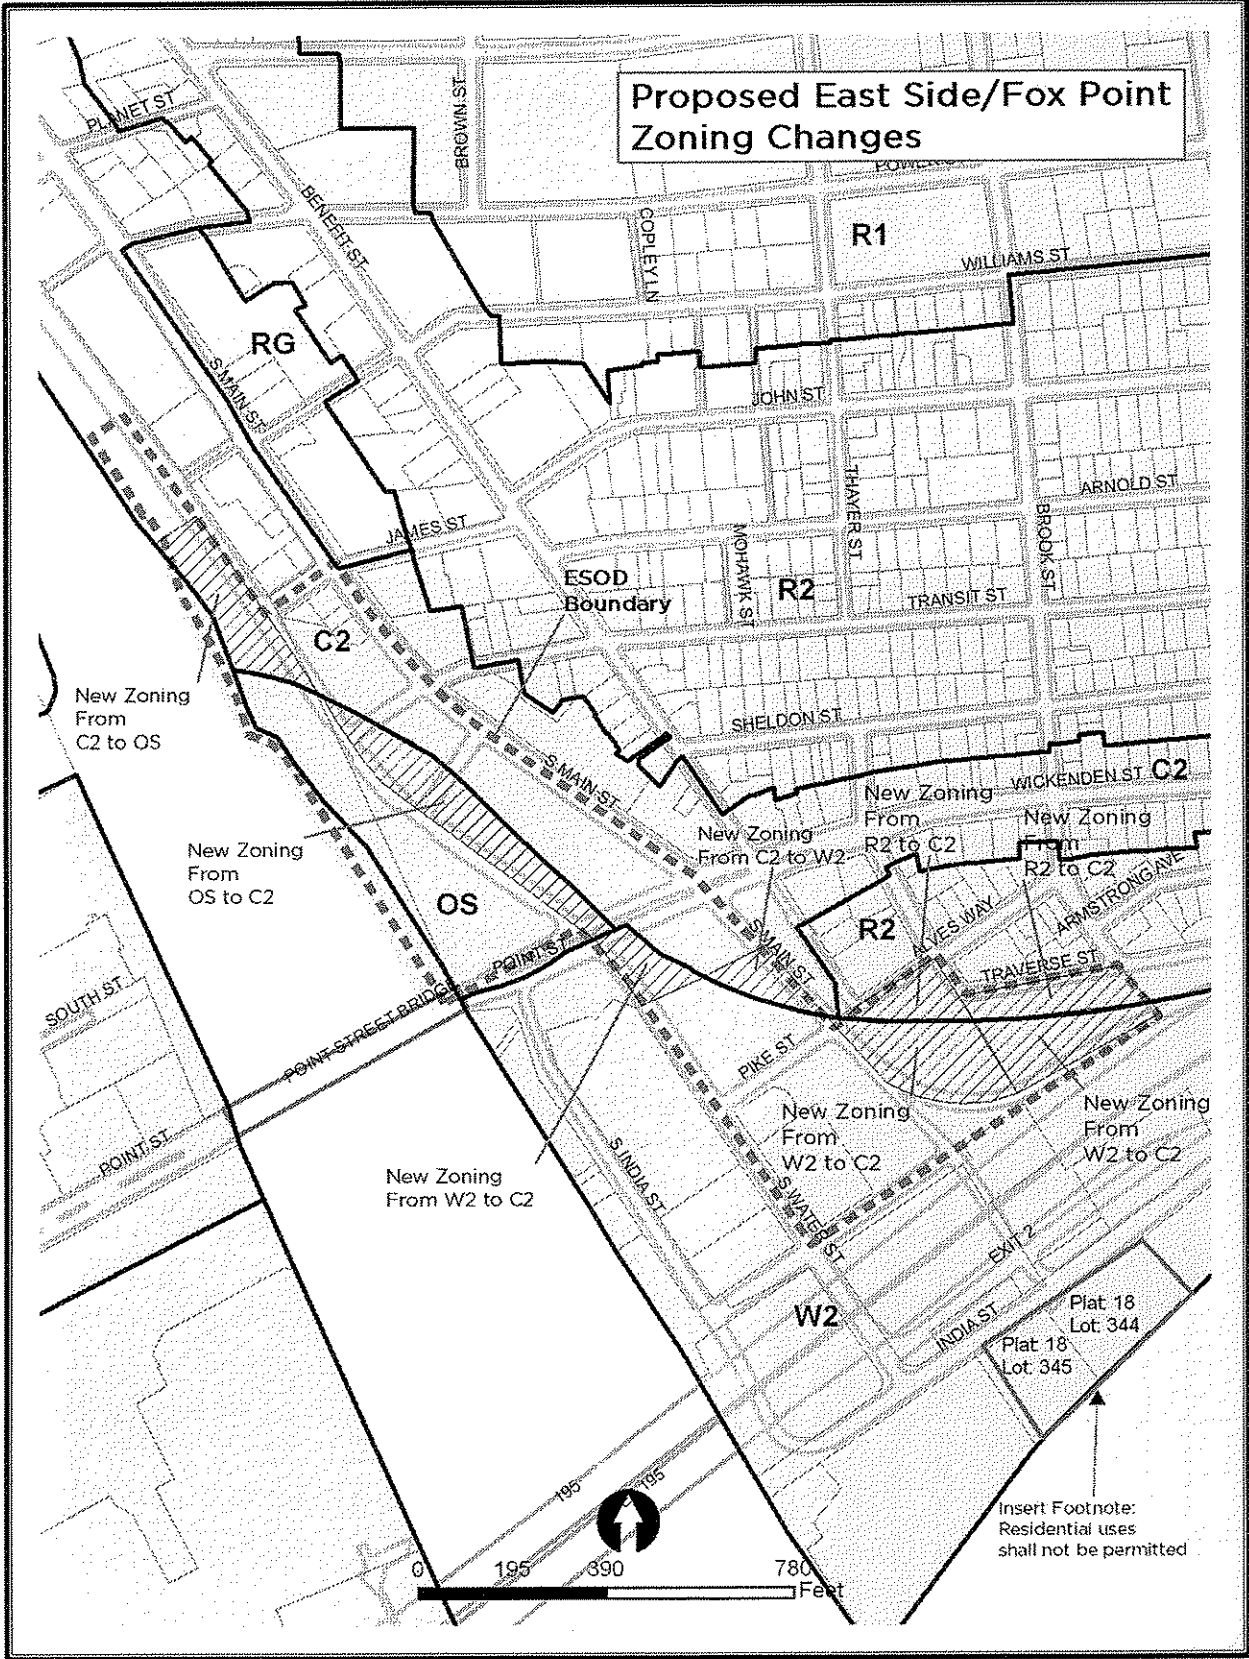 Proposed East Side/Fox Point
Zoning Changes
PLANET ST
BROWN ST
BENEFIT ST
COPLEY LN
R1
WILLIAMS ST
RG
S MAIN ST
JOHN ST
THAYER ST
ARNOLD ST
BROOK ST
JAMES ST
MOHAWK ST
ESOD
Boundary
R2
TRANSIT ST
C2
New Zoning
From
C2 to OS
SHELDON ST
S MAIN ST
WICKENDEN ST
C2
New Zoning
From
R2 to C2
New Zoning
From
R2 to C2
New Zoning
From C2 to W2
New Zoning
From
OS to C2
OS
R2
ALVES WAY
ARMSTRONG AVE
S MAIN ST
POINT ST
TRAVERSE ST
SOUTH ST
POINT STREET BRIDGE
PIKE ST
POINT ST
New Zoning
From
W2 to C2
New Zoning
From
W2 to C2
New Zoning
From W2 to C2
S INDIA ST
S WATER ST
EXIT 2
W2
INDIA ST
Plat 18
Lot: 344
Plat 18
Lot: 345
195
195
Insert Footnote:
Residential uses
shall not be permitted
0 195 390 780
Feet